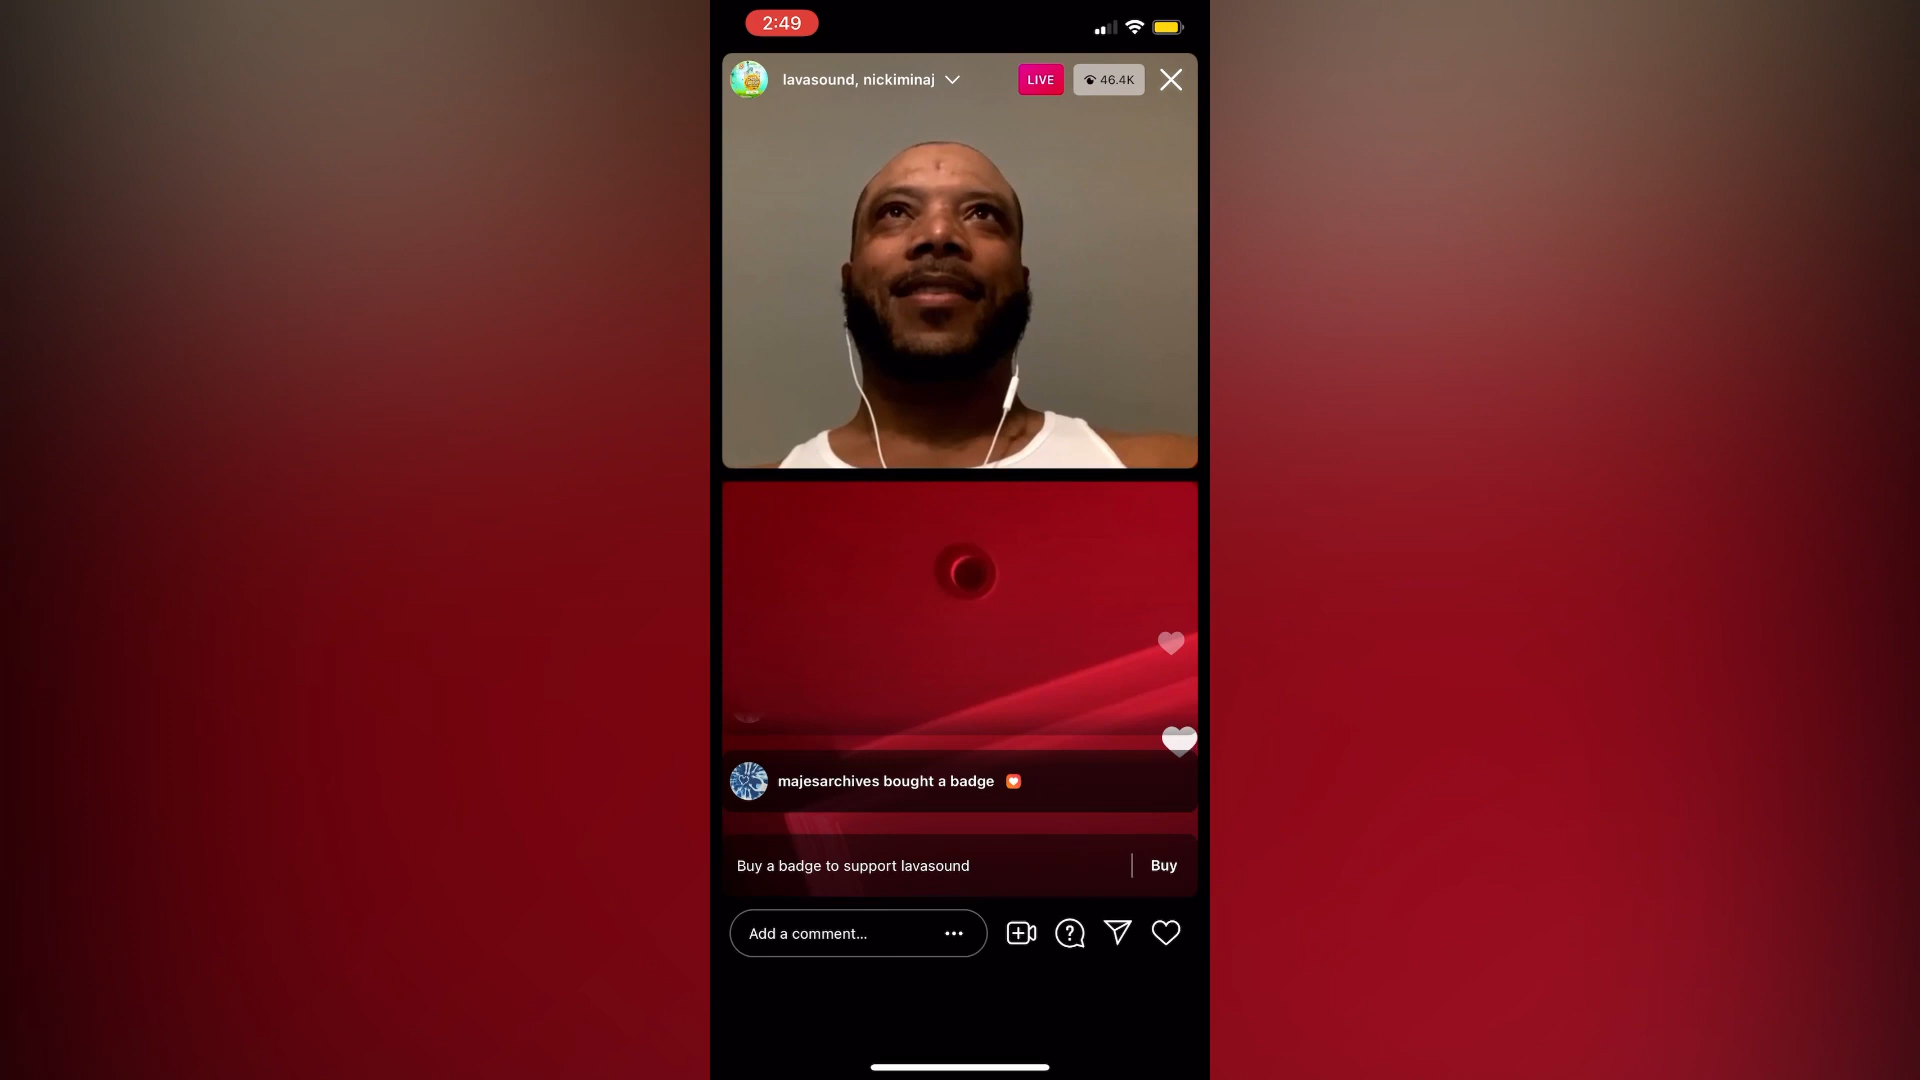 2:49
lavasound, nickiminaj
LIVE
46.4K
majesarchives bought a badge
Buy a badge to support lavasound
Buy
Add a comment...